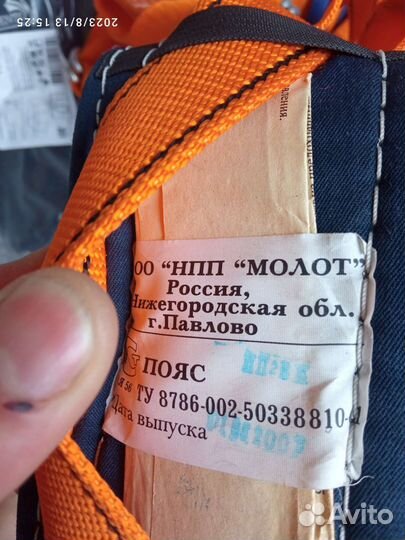 2023/8/13 15:25
ОО "НПП "МОЛОТ"
Россия,
Нижегородская обл.
г.Павлово
ПОЯС
ТУ 8786-002-50338810-
Дата выпуска
Avito